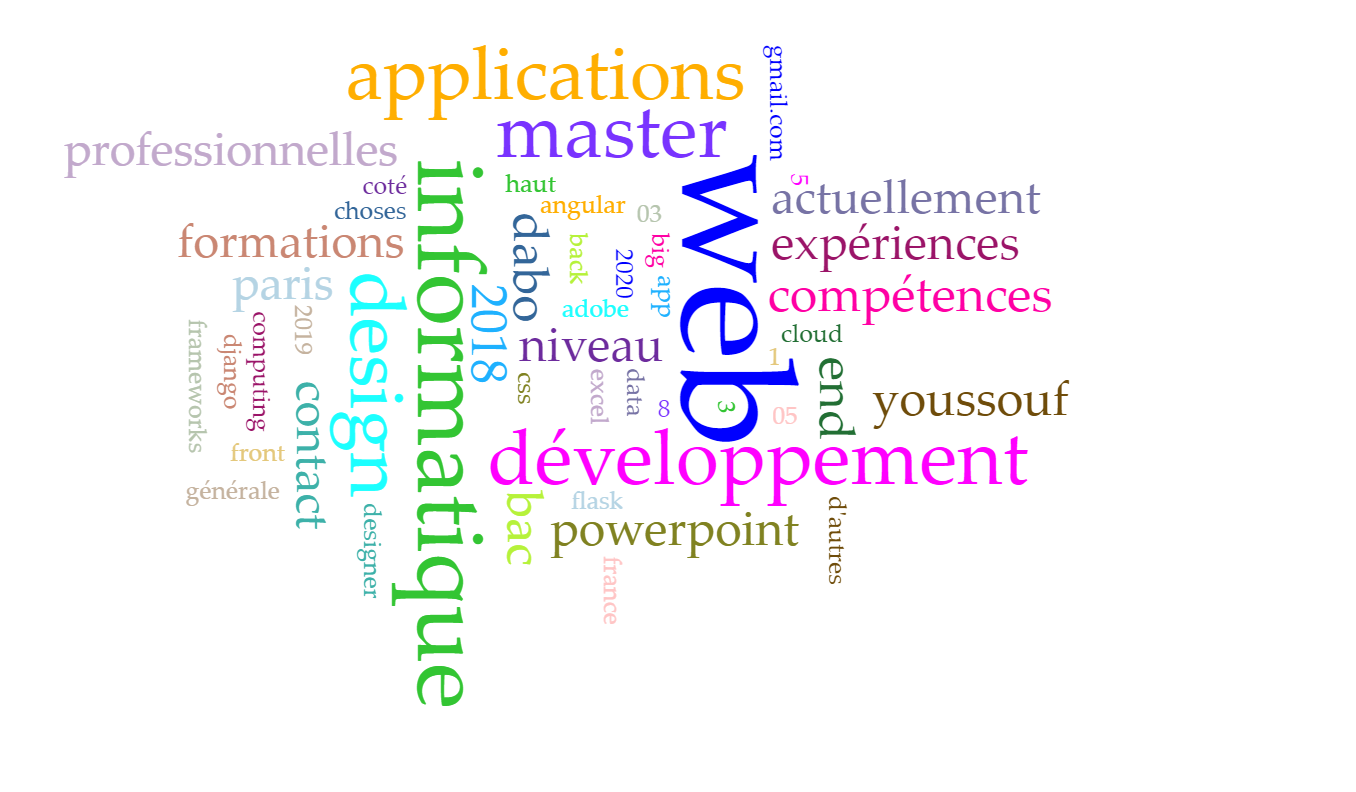 applications
gmail.com
master
professionnelles
informatique
web
coté
haut
5
actuellement
choses
angular
03
dabo
formations
back
2020
big
expériences
paris
design
2018
app
compétences
adobe
2019
frameworks
django
computing
niveau
cloud
1
end
css
excel
data
8
3
05
youssouf
contact
front
développement
générale
bac
flask
designer
powerpoint
d'autres
france